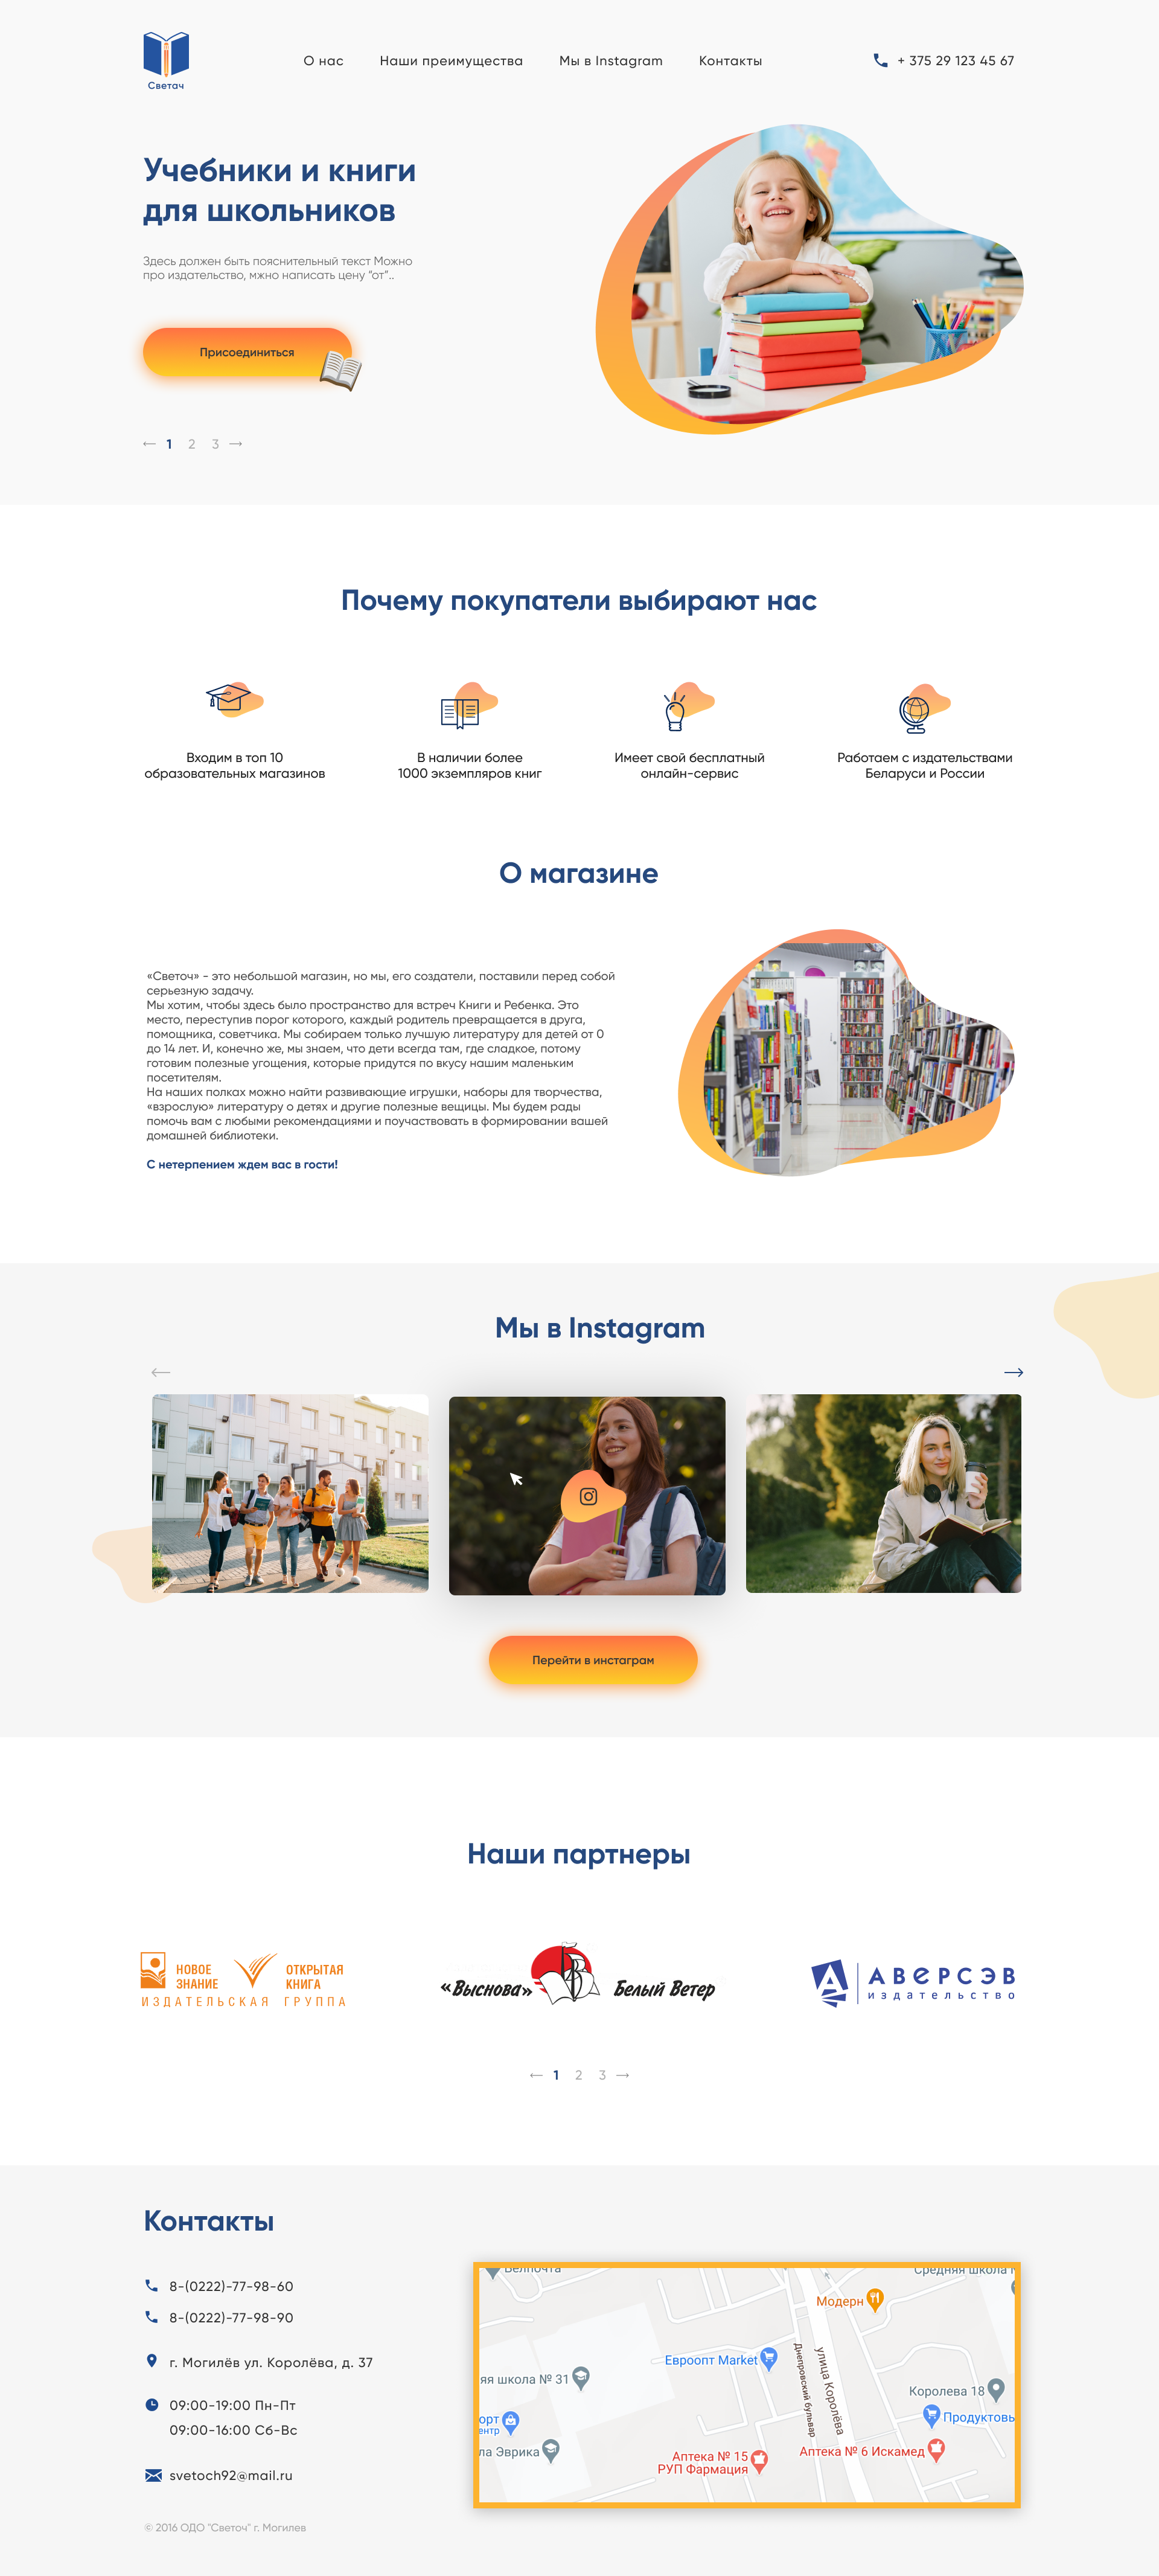 Светач
О нас
Наши преимущества
Мы в Instagram
Контакты
+ 375 29 123 45 67
Учебники и книги
для школьников
Здесь должен быть пояснительный текст Можно
про издательство, мжно написать цену “от”..
Присоединиться
1 2 3
Почему покупатели выбирают нас
Входим в топ 10
образовательных магазинов
В наличии более
1000 экземпляров книг
Имеет свой бесплатный
онлайн-сервис
Работаем с издательствами
Беларуси и России
О магазине
«Светоч» - это небольшой магазин, но мы, его создатели, поставили перед собой
серьезную задачу.
Мы хотим, чтобы здесь было пространство для встреч Книги и Ребенка. Это
место, переступив порог которого, каждый родитель превращается в друга,
помощника, советчика. Мы собираем только лучшую литературу для детей от 0
до 14 лет. И, конечно же, мы знаем, что дети всегда там, где сладкое, потому
готовим полезные угощения, которые придутся по вкусу нашим маленьким
посетителям.
На наших полках можно найти развивающие игрушки, наборы для творчества,
«взрослую» литературу о детях и другие полезные вещицы. Мы будем рады
помочь вам с любыми рекомендациями и поучаствовать в формировании вашей
домашней библиотеки.
С нетерпением ждем вас в гости!
Мы в Instagram
Перейти в инстаграм
Наши партнеры
НОВОЕ
ЗНАНИЕ
ОТКРЫТАЯ
КНИГА
ИЗДАТЕЛЬСКАЯ ГРУППА
«Выснова»
Белый Ветер
АВЕРСЭВ
издательство
1 2 3
Контакты
8-(0222)-77-98-60
8-(0222)-77-98-90
г. Могилёв ул. Королёва, д. 37
09:00-19:00 Пн-Пт
09:00-16:00 Сб-Вс
svetoch92@mail.ru
© 2016 ОДО "Светоч" г. Могилев
Белпочта
Средняя школа
Модерн
Евроопт Market
яя школа № 31
Днепровский бульвар
улица Королёва
Королева 18
Продуктовы
орт
ентр
ла Эврика
Аптека № 15
РУП Фармация
Аптека № 6 Искамед